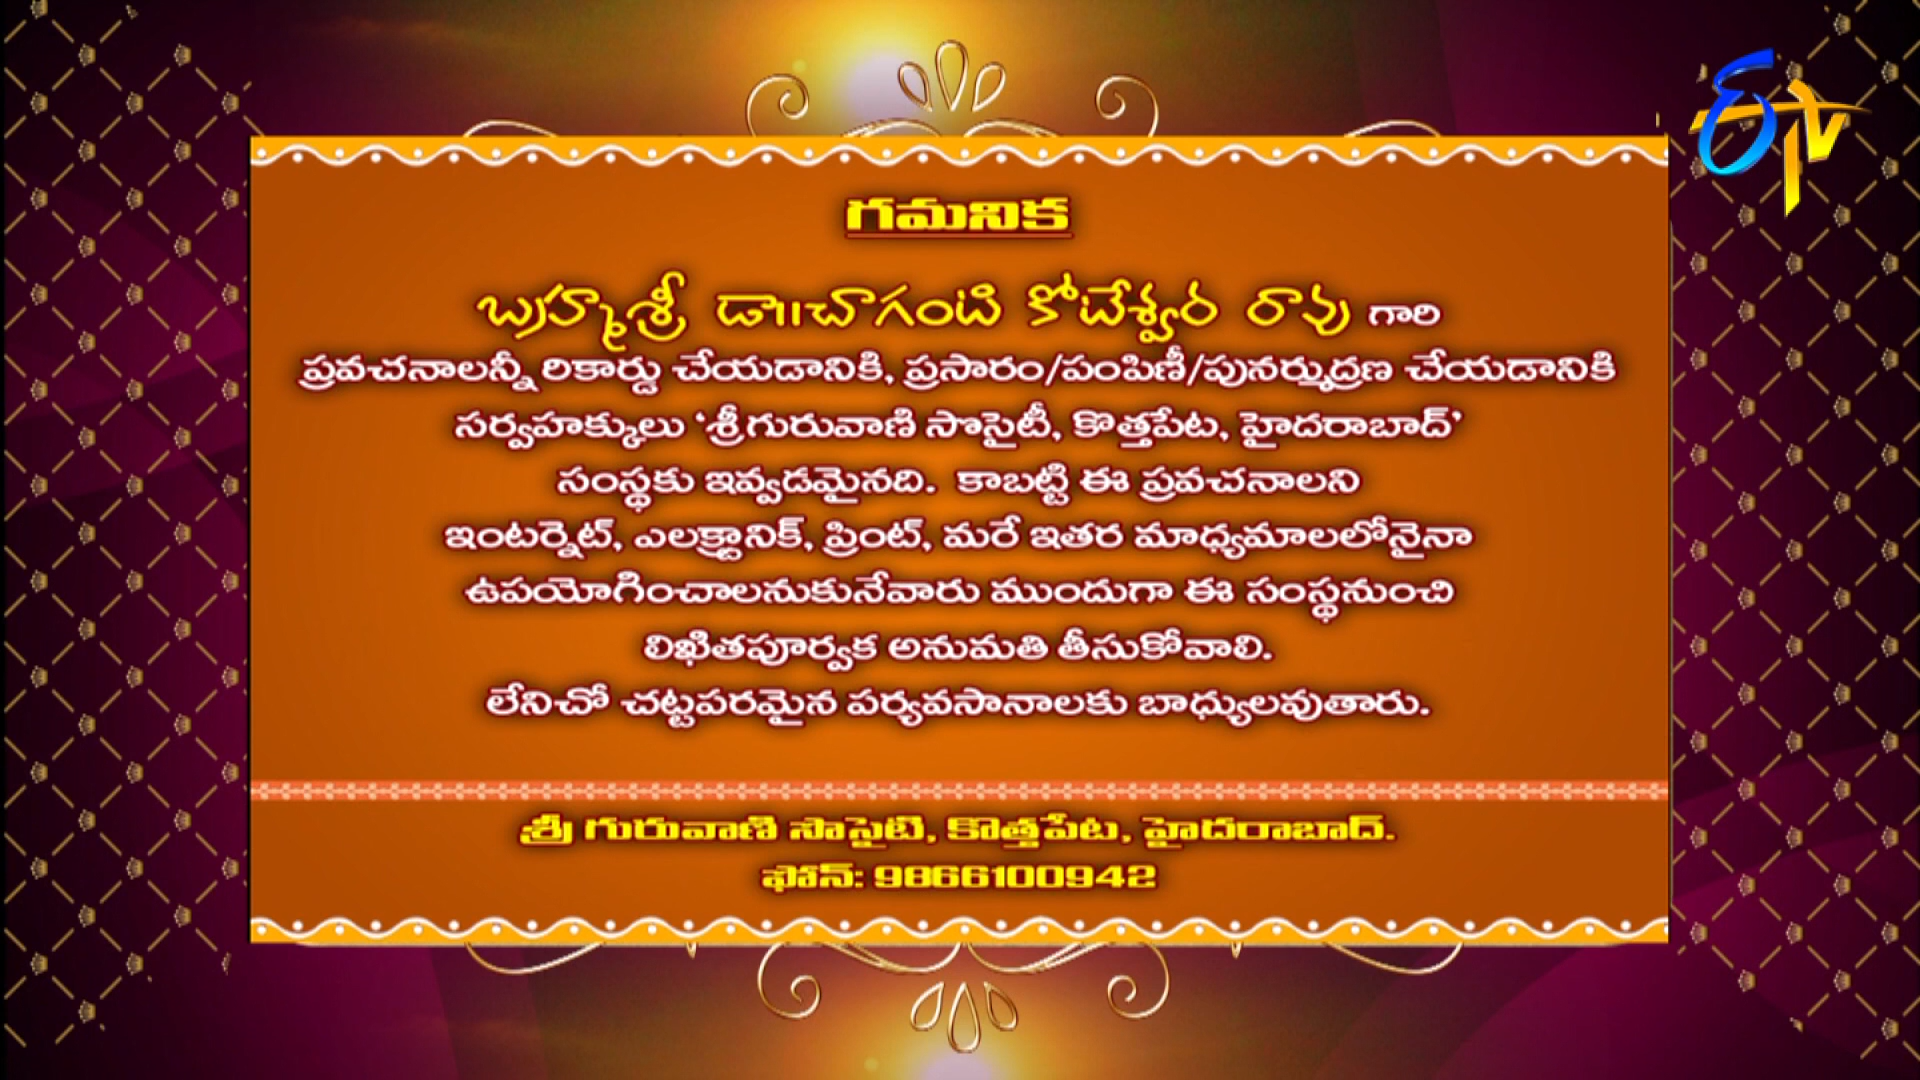 ఈTV
గమనిక
బ్రహ్మశ్రీ డా॥చాగంటి కోటేశ్వర రావు గారి
ప్రవచనాలన్నీ రికార్డు చేయడానికి, ప్రసారం/పంపిణీ/పునర్ముద్రణ చేయడానికి
సర్వహక్కులు ‘శ్రీగురువాణి సొసైటీ, కొత్తపేట, హైదరాబాద్’
సంస్థకు ఇవ్వడమైనది. కాబట్టి ఈ ప్రవచనాలని
ఇంటర్నెట్, ఎలక్ట్రానిక్, ప్రింట్, మరే ఇతర మాధ్యమాలలోనైనా
ఉపయోగించాలనుకునేవారు ముందుగా ఈ సంస్థనుంచి
లిఖితపూర్వక అనుమతి తీసుకోవాలి.
లేనిచో చట్టపరమైన పర్యవసానాలకు బాధ్యులవుతారు.
శ్రీ గురువాణి సొసైటి, కొత్తపేట, హైదరాబాద్.
ఫోన్: 9866100942